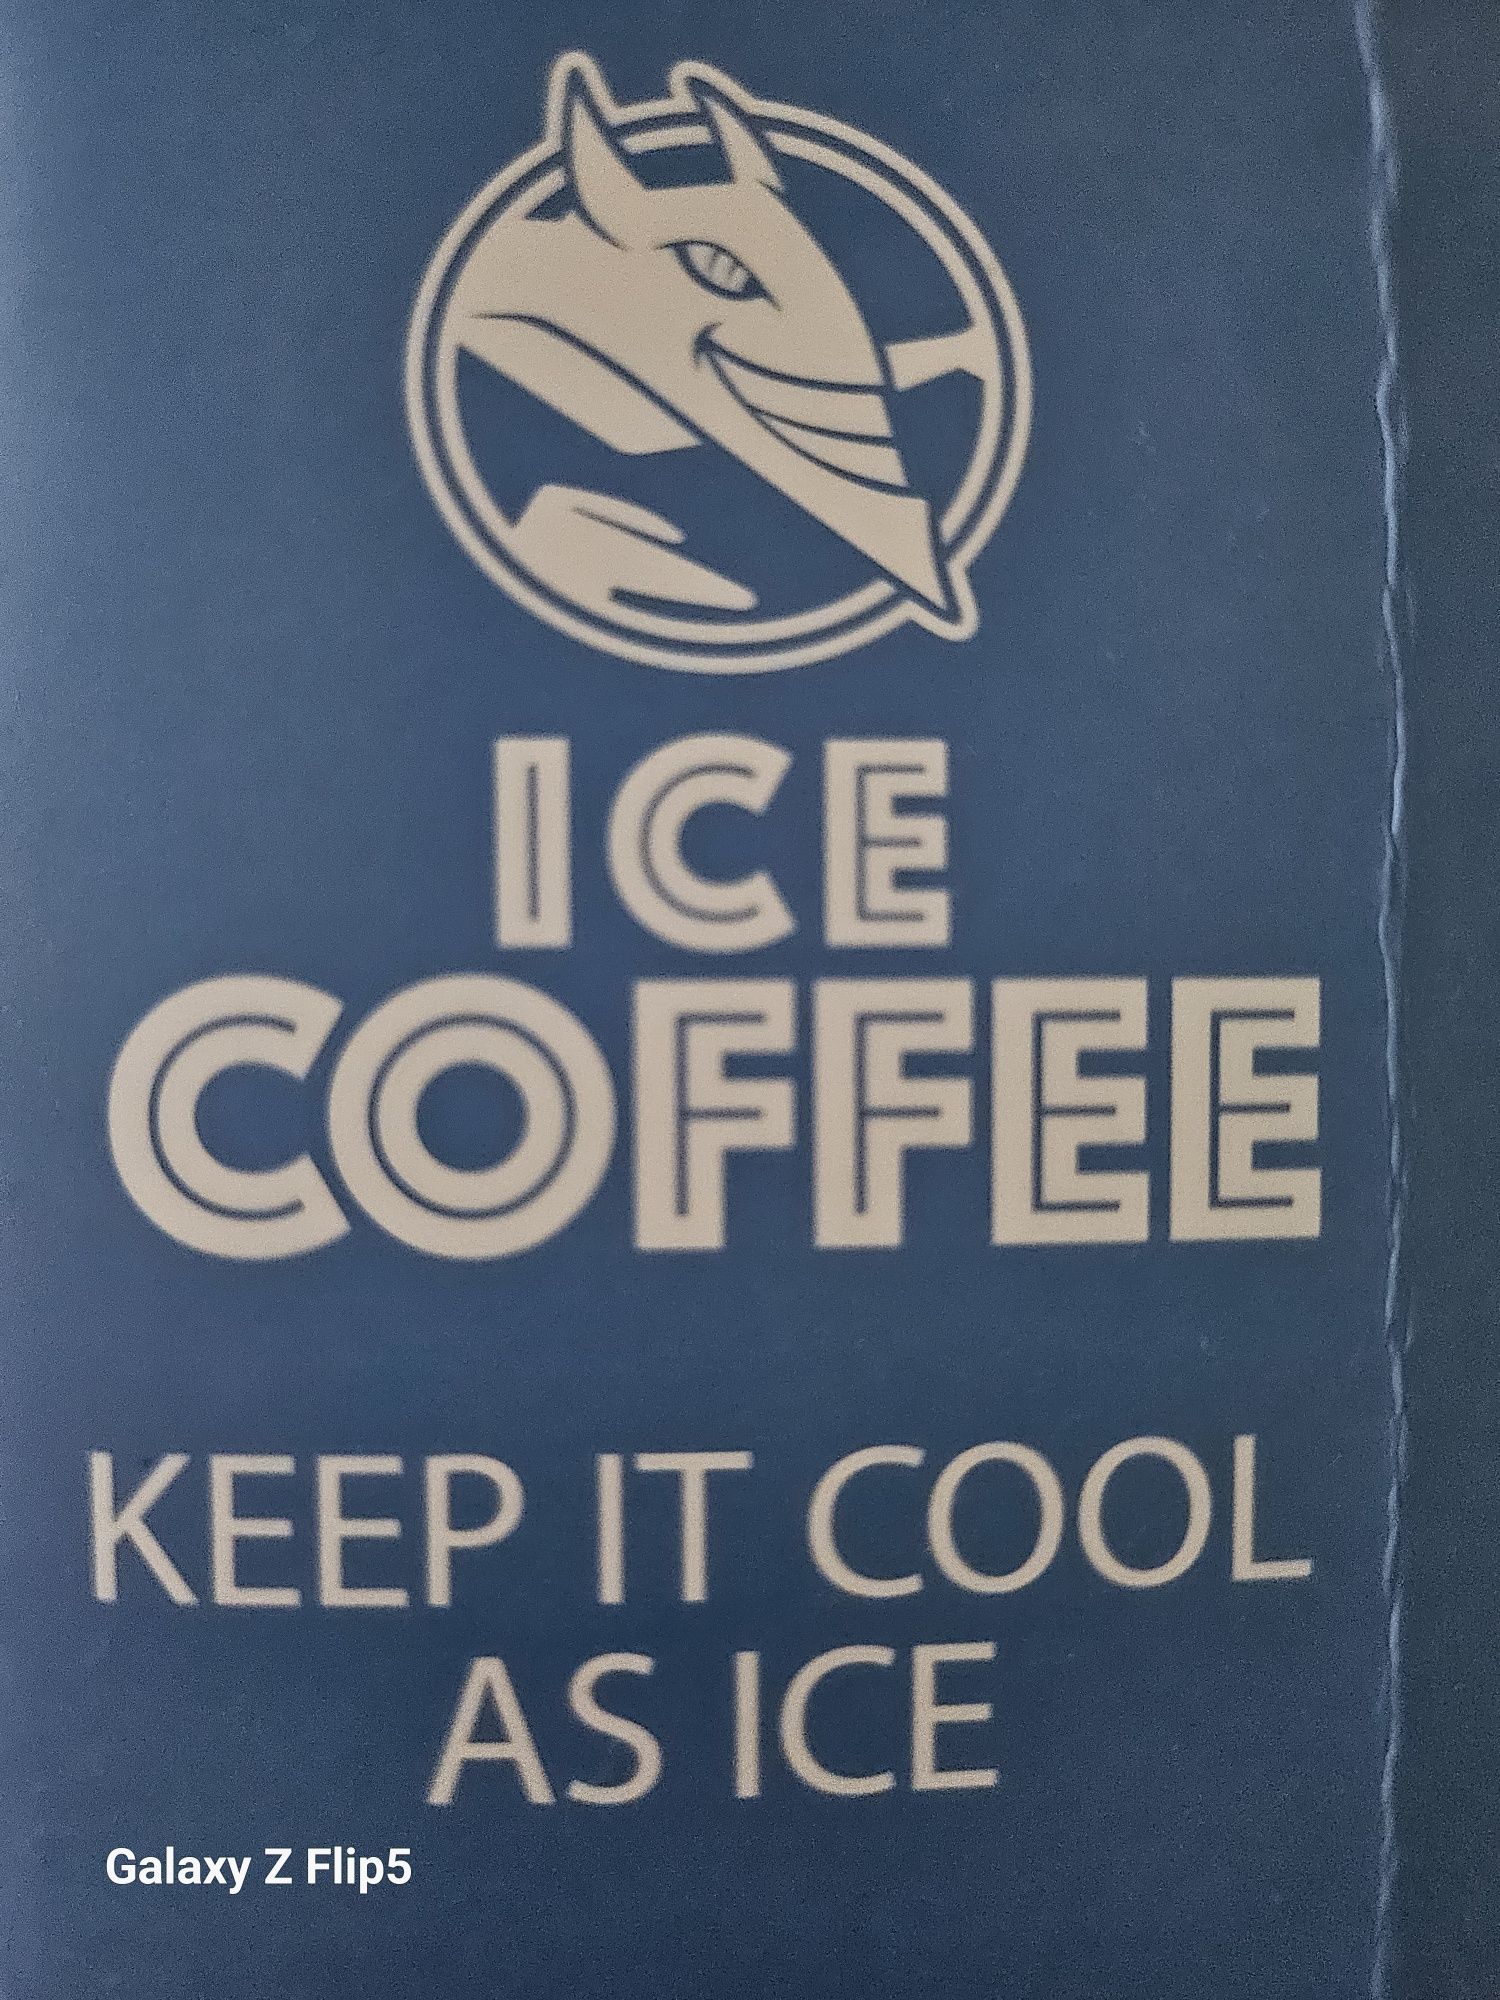 ICE
COFFEE
KEEP IT COOL
AS ICE
Galaxy Z Flip5